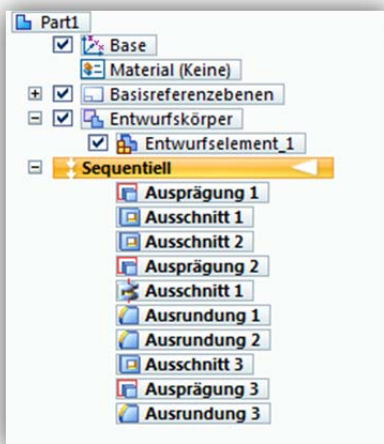 Part1
Base
Material (Keine)
Basisreferenzebenen
Entwurfskörper
Entwurfselement_1
Sequentiell
Ausprägung 1
Ausschnitt 1
Ausschnitt 2
Ausprägung 2
Ausschnitt 1
Ausrundung 1
Ausrundung 2
Ausschnitt 3
Ausprägung 3
Ausrundung 3